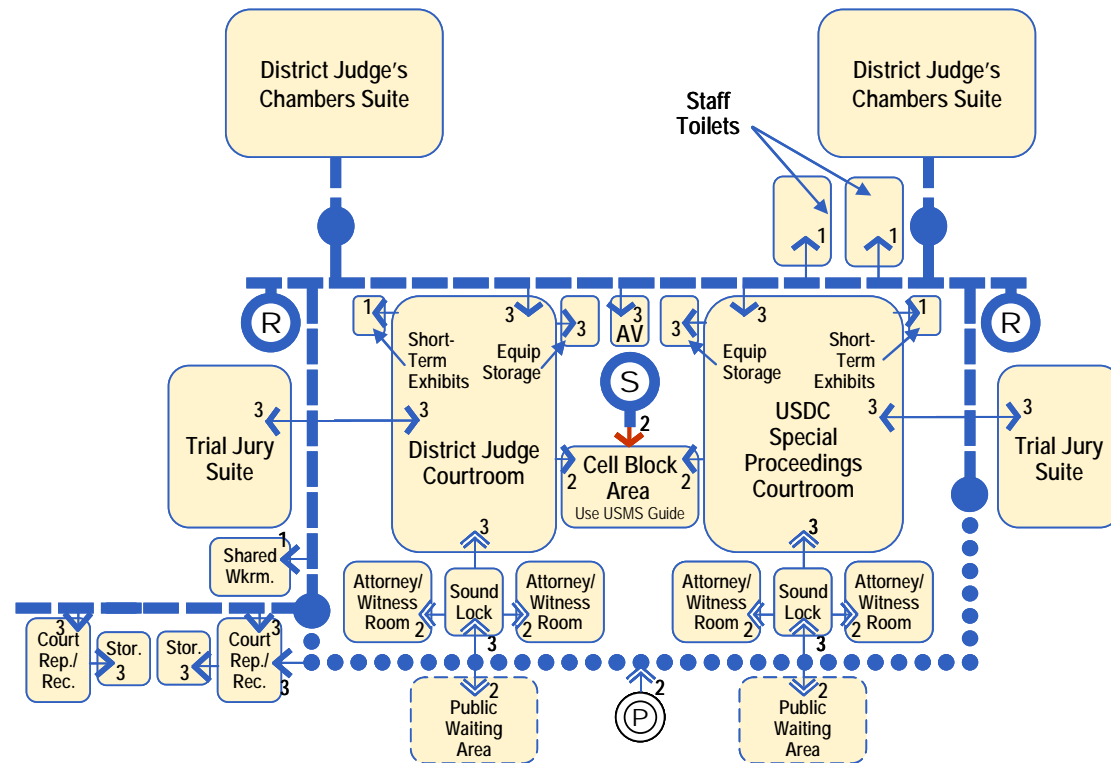 District Judge's
Chambers Suite
District Judge's
Chambers Suite
Staff
Toilets
1
1
R
R
1
3
3
3
AV
3
3
1
Short-
Term
Exhibits
Equip
Storage
Equip
Storage
Short-
Term
Exhibits
S
2
3
3
Trial Jury
Suite
District Judge
Courtroom
2
Cell Block
Area
Use USMS Guide
2
USDC
Special
Proceedings
Courtroom
3
3
Trial Jury
Suite
3
3
1
Shared
Wkrm.
Attorney/
Witness
Room
2
Sound
Lock
Attorney/
Witness
Room
2
Attorney/
Witness
Room
2
Sound
Lock
Attorney/
Witness
Room
2
3
Court
Rep./
Rec.
Stor.
3
Stor.
3
3
Court
Rep./
Rec.
3
3
3
2
Public
Waiting
Area
2
P
2
Public
Waiting
Area